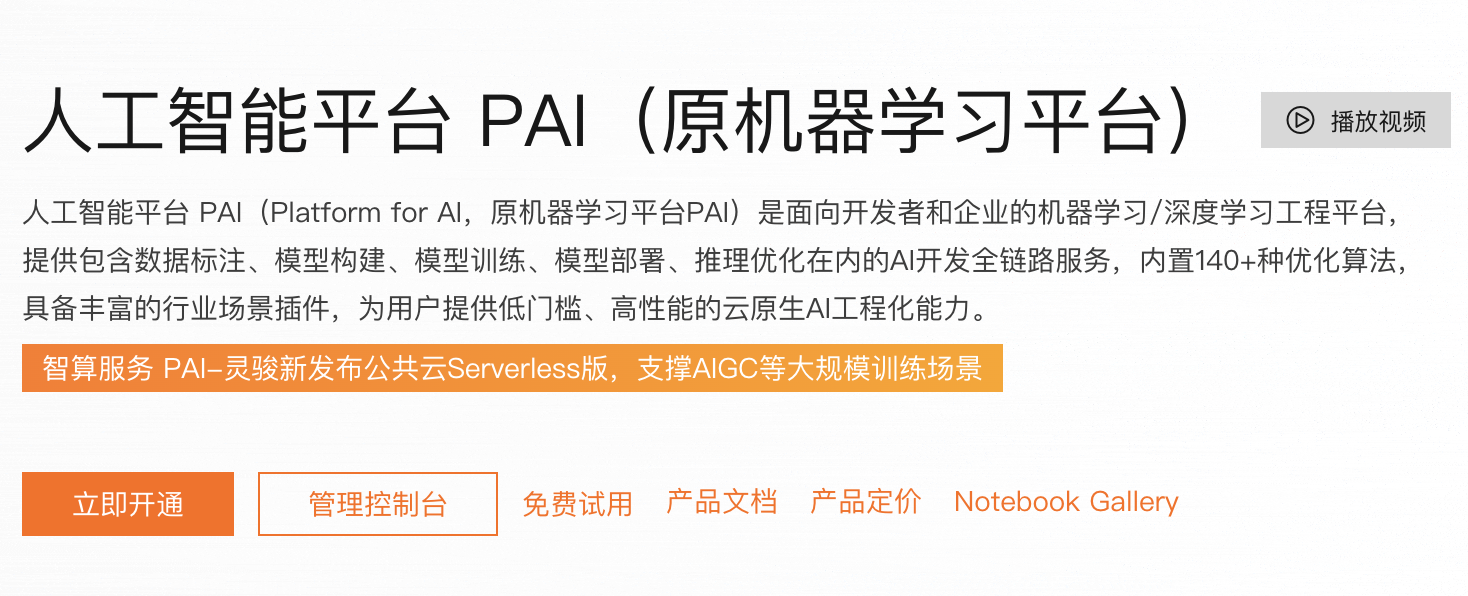 人工智能平台 PAI（原机器学习平台）
播放视频
人工智能平台 PAI（Platform for AI，原机器学习平台PAI）是面向开发者和企业的机器学习/深度学习工程平台，
提供包含数据标注、模型构建、模型训练、模型部署、推理优化在内的AI开发全链路服务，内置140+种优化算法，
具备丰富的行业场景插件，为用户提供低门槛、高性能的云原生AI工程化能力。
智算服务 PAI-灵骏新发布公共云Serverless版，支撑AIGC等大规模训练场景
立即开通 管理控制台 免费试用 产品文档 产品定价 Notebook Gallery